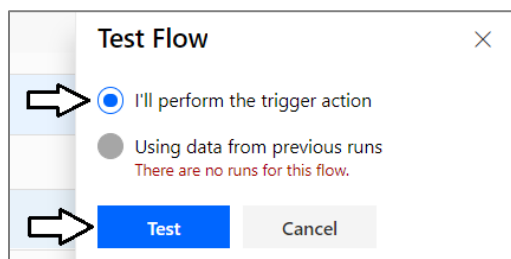 Test Flow
I'll perform the trigger action
Using data from previous runs
There are no runs for this flow.
Test
Cancel